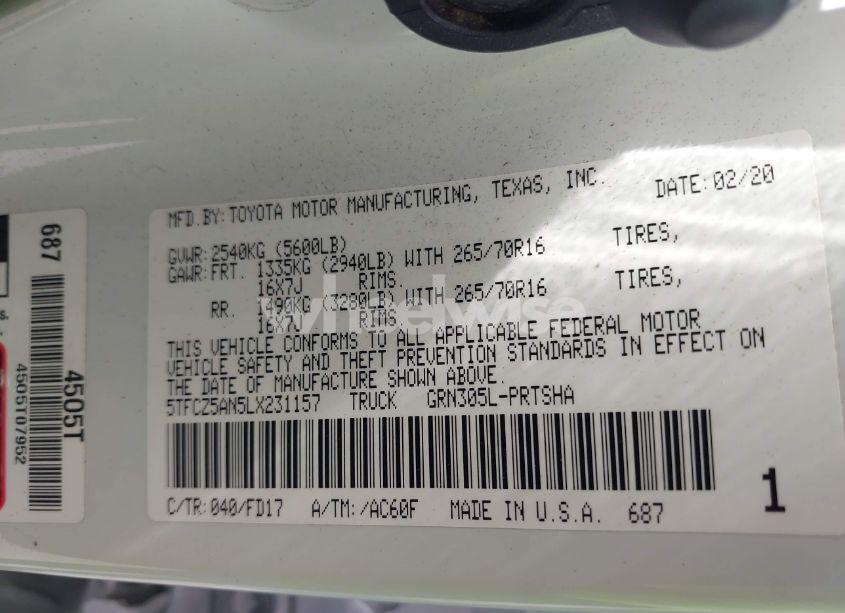 MFD.BY:TOYOTA MOTOR MANUFACTURING, TEXAS, INC. DATE:02/20
GVWR:2540KG (5600LB)
GAWR:FRT. 1335KG (2940LB) WITH 265/70R16 TIRES,
16X7J RIMS.
RR. 1490KG (3280LB) WITH 265/70R16 TIRES,
16X7J RIMS.
THIS VEHICLE CONFORMS TO ALL APPLICABLE FEDERAL MOTOR
VEHICLE SAFETY AND THEFT PREVENTION STANDARDS IN EFFECT ON
THE DATE OF MANUFACTURE SHOWN ABOVE.
5TFCZ5AN5LX231157 TRUCK GRN305L-PRTSHA
C/TR:040/FD17 A/TM:/AC60F MADE IN U.S.A. 687
1
687
4505T
4505T07952
s.
wheelwise